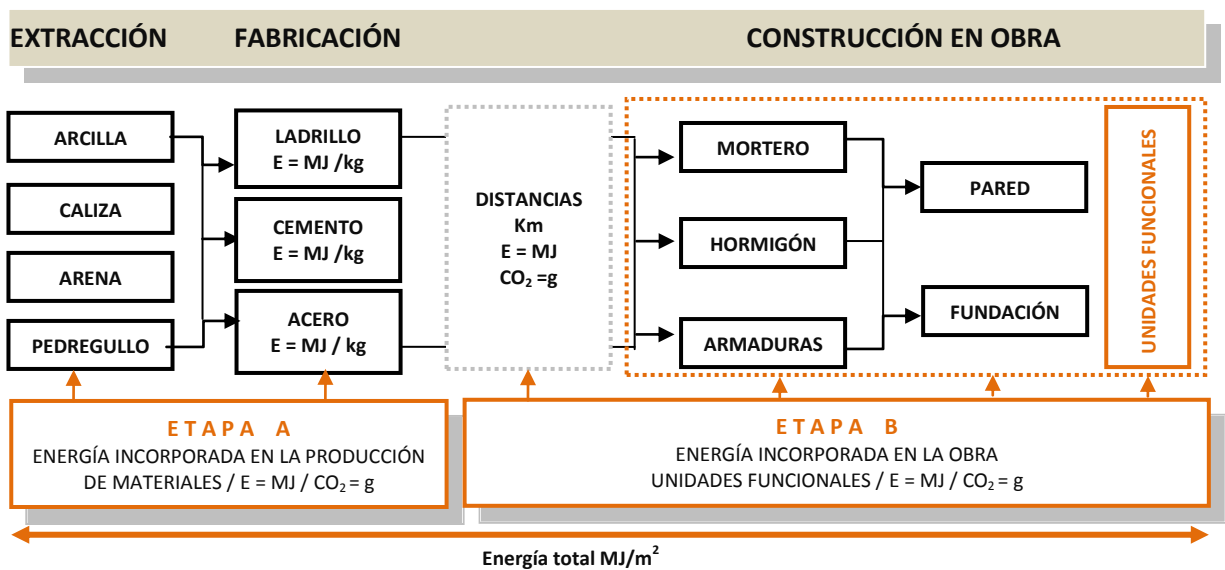 EXTRACCIÓN
FABRICACIÓN
CONSTRUCCIÓN EN OBRA
ARCILLA
CALIZA
ARENA
PEDREGULLO
LADRILLO
E = MJ /kg
CEMENTO
E = MJ /kg
ACERO
E = MJ / kg
DISTANCIAS
Km
E = MJ
CO₂ =g
MORTERO
HORMIGÓN
ARMADURAS
PARED
FUNDACIÓN
UNIDADES FUNCIONALES
ETAPA A
ENERGÍA INCORPORADA EN LA PRODUCCIÓN
DE MATERIALES / E = MJ / CO₂ = g
ETAPA B
ENERGÍA INCORPORADA EN LA OBRA
UNIDADES FUNCIONALES / E = MJ / CO₂ = g
Energía total MJ/m²